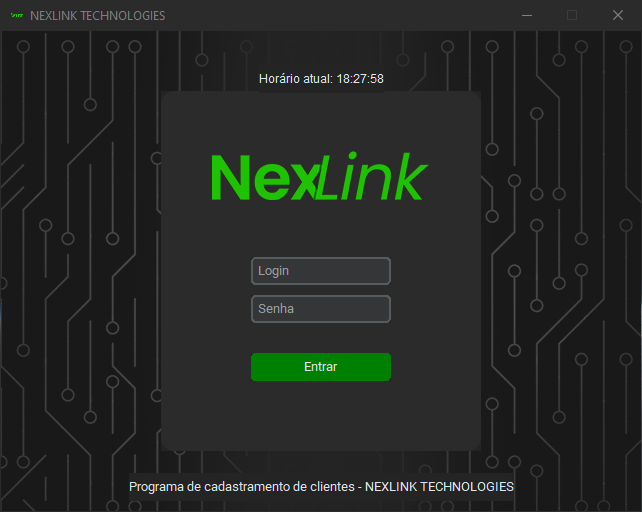 NEXLINK TECHNOLOGIES
Horário atual: 18:27:58
NexLink
Login
Senha
Entrar
Programa de cadastramento de clientes - NEXLINK TECHNOLOGIES